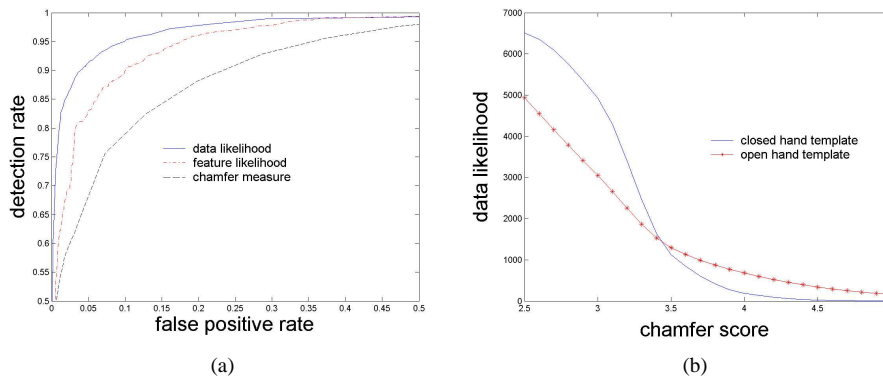 1
0.95
0.9
0.85
0.8
0.75
0.7
0.65
0.6
0.55
0.5
detection rate
data likelihood
feature likelihood
chamfer measure
0 0.05 0.1 0.15 0.2 0.25 0.3 0.35 0.4 0.45 0.5
false positive rate
(a)
7000
6000
5000
4000
3000
2000
1000
0
data likelihood
closed hand template
open hand template
2.5 3 3.5 4 4.5
chamfer score
(b)